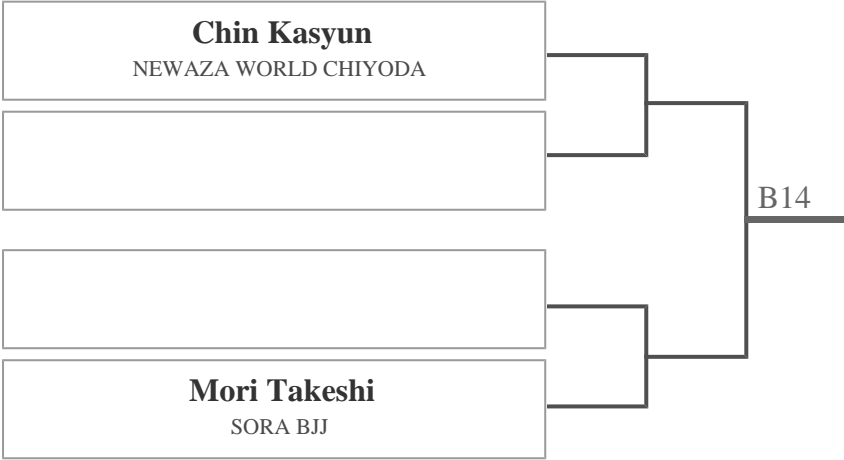 Chin Kasyun
NEWAZA WORLD CHIYODA
B14
Mori Takeshi
SORA BJJ